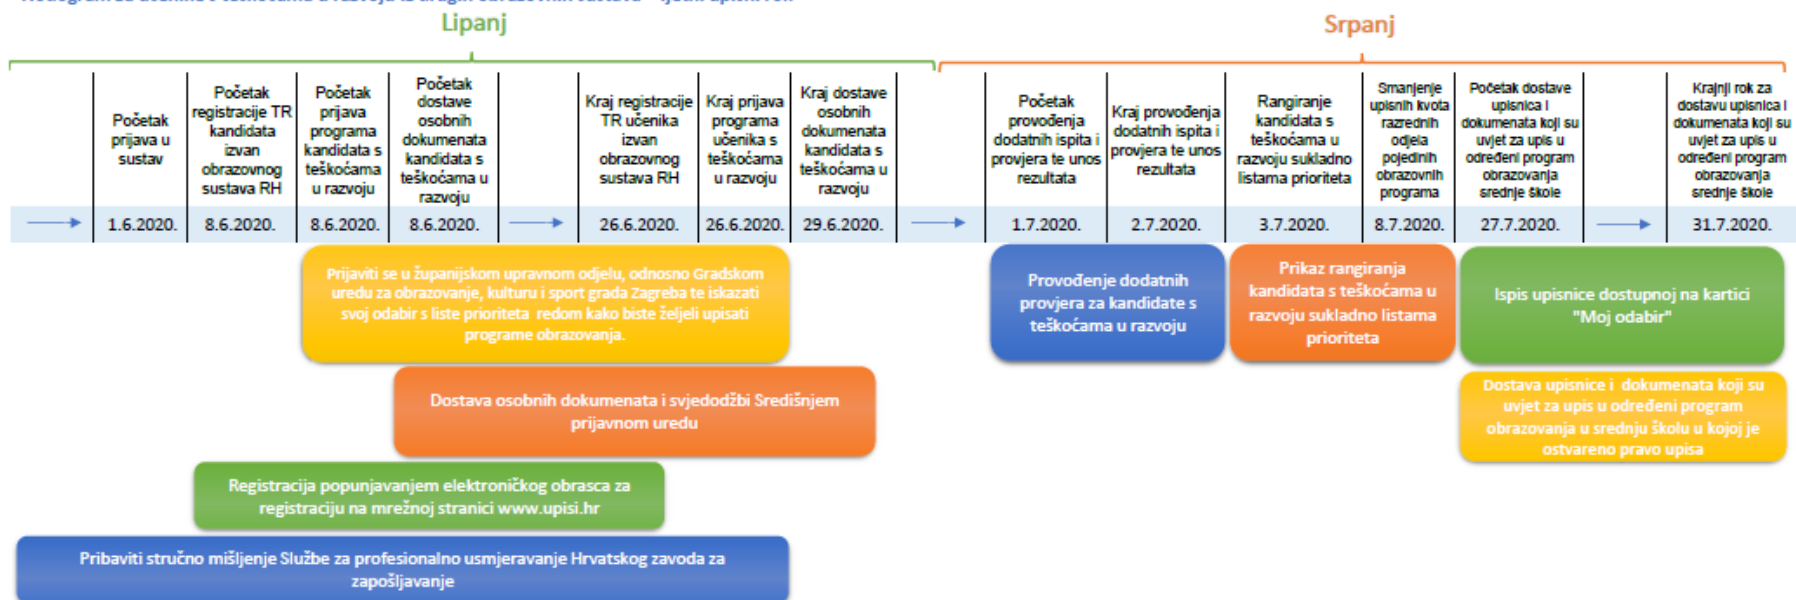 Lipanj
Srpanj
Početak
prijava u
sustav
Početak
registracije TR
kandidata
izvan
obrazovnog
sustava RH
Početak
prijava
programa
kandidata s
teškoćama
u razvoju
Početak
dostave
osobnih
dokumenata
kandidata s
teškoćama u
razvoju
Kraj registracije
TR učenika
izvan
obrazovnog
sustava RH
Kraj prijava
programa
učenika s
teškoćama
u razvoju
Kraj dostave
osobnih
dokumenata
kandidata s
teškoćama u
razvoju
Početak
provođenja
dodatnih ispita i
provjera te unos
rezultata
Kraj provođenja
dodatnih ispita i
provjera te unos
rezultata
Rangiranje
kandidata s
teškoćama u
razvoju sukladno
listama prioriteta
Smanjenje
upisnih kvota
razrednih
odjela
pojedinih
obrazovnih
programa
Početak dostave
upisnica i
dokumenata koji su
uvjet za upis u
određeni program
obrazovanja
srednje škole
Krajnji rok za
dostavu upisnica i
dokumenata koji su
uvjet za upis u
određeni program
obrazovanja
srednje škole
1.6.2020.
8.6.2020.
8.6.2020.
8.6.2020.
26.6.2020.
26.6.2020.
29.6.2020.
1.7.2020.
2.7.2020.
3.7.2020.
8.7.2020.
27.7.2020.
31.7.2020.
Prijaviti se u županijskom upravnom odjelu, odnosno Gradskom
uredu za obrazovanje, kulturu i sport grada Zagreba te iskazati
svoj odabir s liste prioriteta redom kako biste željeli upisati
programe obrazovanja.
Provođenje dodatnih
provjera za kandidate s
teškoćama u razvoju
Prikaz rangiranja
kandidata s teškoćama u
razvoju sukladno listama
prioriteta
Ispis upisnice dostupnoj na kartici
"Moj odabir"
Dostava osobnih dokumenata i svjedodžbi Središnjem
prijavnom uredu
Dostava upisnice i dokumenata koji su
uvjet za upis u određeni program
obrazovanja u srednju školu u kojoj je
ostvareno pravo upisa
Registracija popunjavanjem elektroničkog obrasca za
registraciju na mrežnoj stranici www.upisi.hr
Pribaviti stručno mišljenje Službe za profesionalno usmjeravanje Hrvatskog zavoda za
zapošljavanje